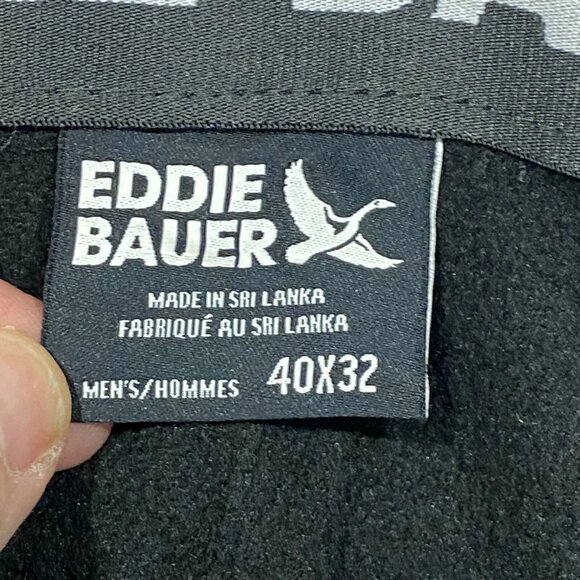 EDDIE
BAUER
MADE IN SRI LANKA
FABRIQUÉ AU SRI LANKA
MEN'S/HOMMES 40X32